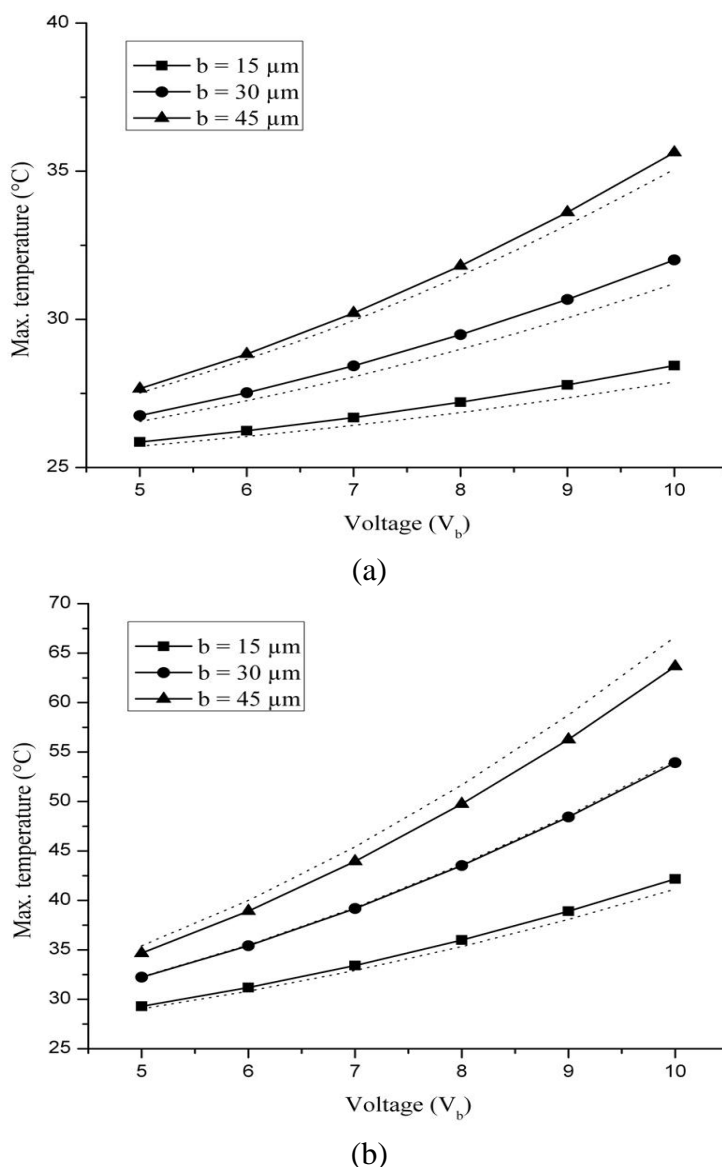 40
35
30
25
Max. temperature (°C)
b = 15 µm
b = 30 µm
b = 45 µm
5 6 7 8 9 10
Voltage (V_b)
(a)
70
65
60
55
50
45
40
35
30
25
Max. temperature (°C)
b = 15 µm
b = 30 µm
b = 45 µm
5 6 7 8 9 10
Voltage (V_b)
(b)